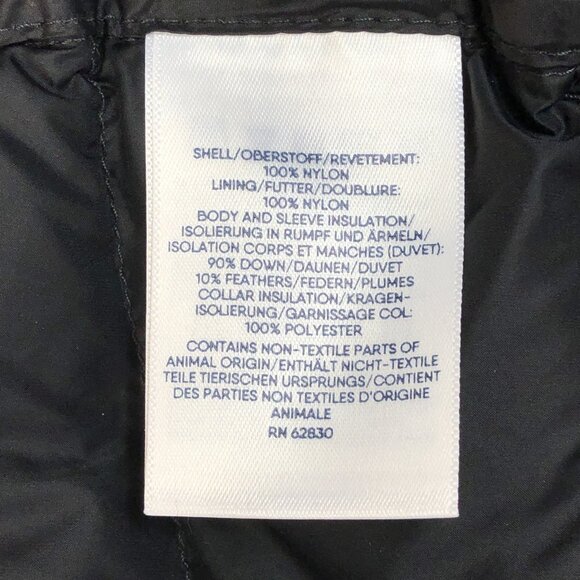 SHELL/OBERSTOFF/REVETEMENT:
100% NYLON
LINING/FUTTER/DOUBLURE:
100% NYLON
BODY AND SLEEVE INSULATION/
ISOLIERUNG IN RUMPF UND ÄRMELN/
ISOLATION CORPS ET MANCHES (DUVET):
90% DOWN/DAUNEN/DUVET
10% FEATHERS/FEDERN/PLUMES
COLLAR INSULATION/KRAGEN-
ISOLIERUNG/GARNISSAGE COL:
100% POLYESTER
CONTAINS NON-TEXTILE PARTS OF
ANIMAL ORIGIN/ENTHÄLT NICHT-TEXTILE
TEILE TIERISCHEN URSPRUNGS/CONTIENT
DES PARTIES NON TEXTILES D'ORIGINE
ANIMALE
RN 62830